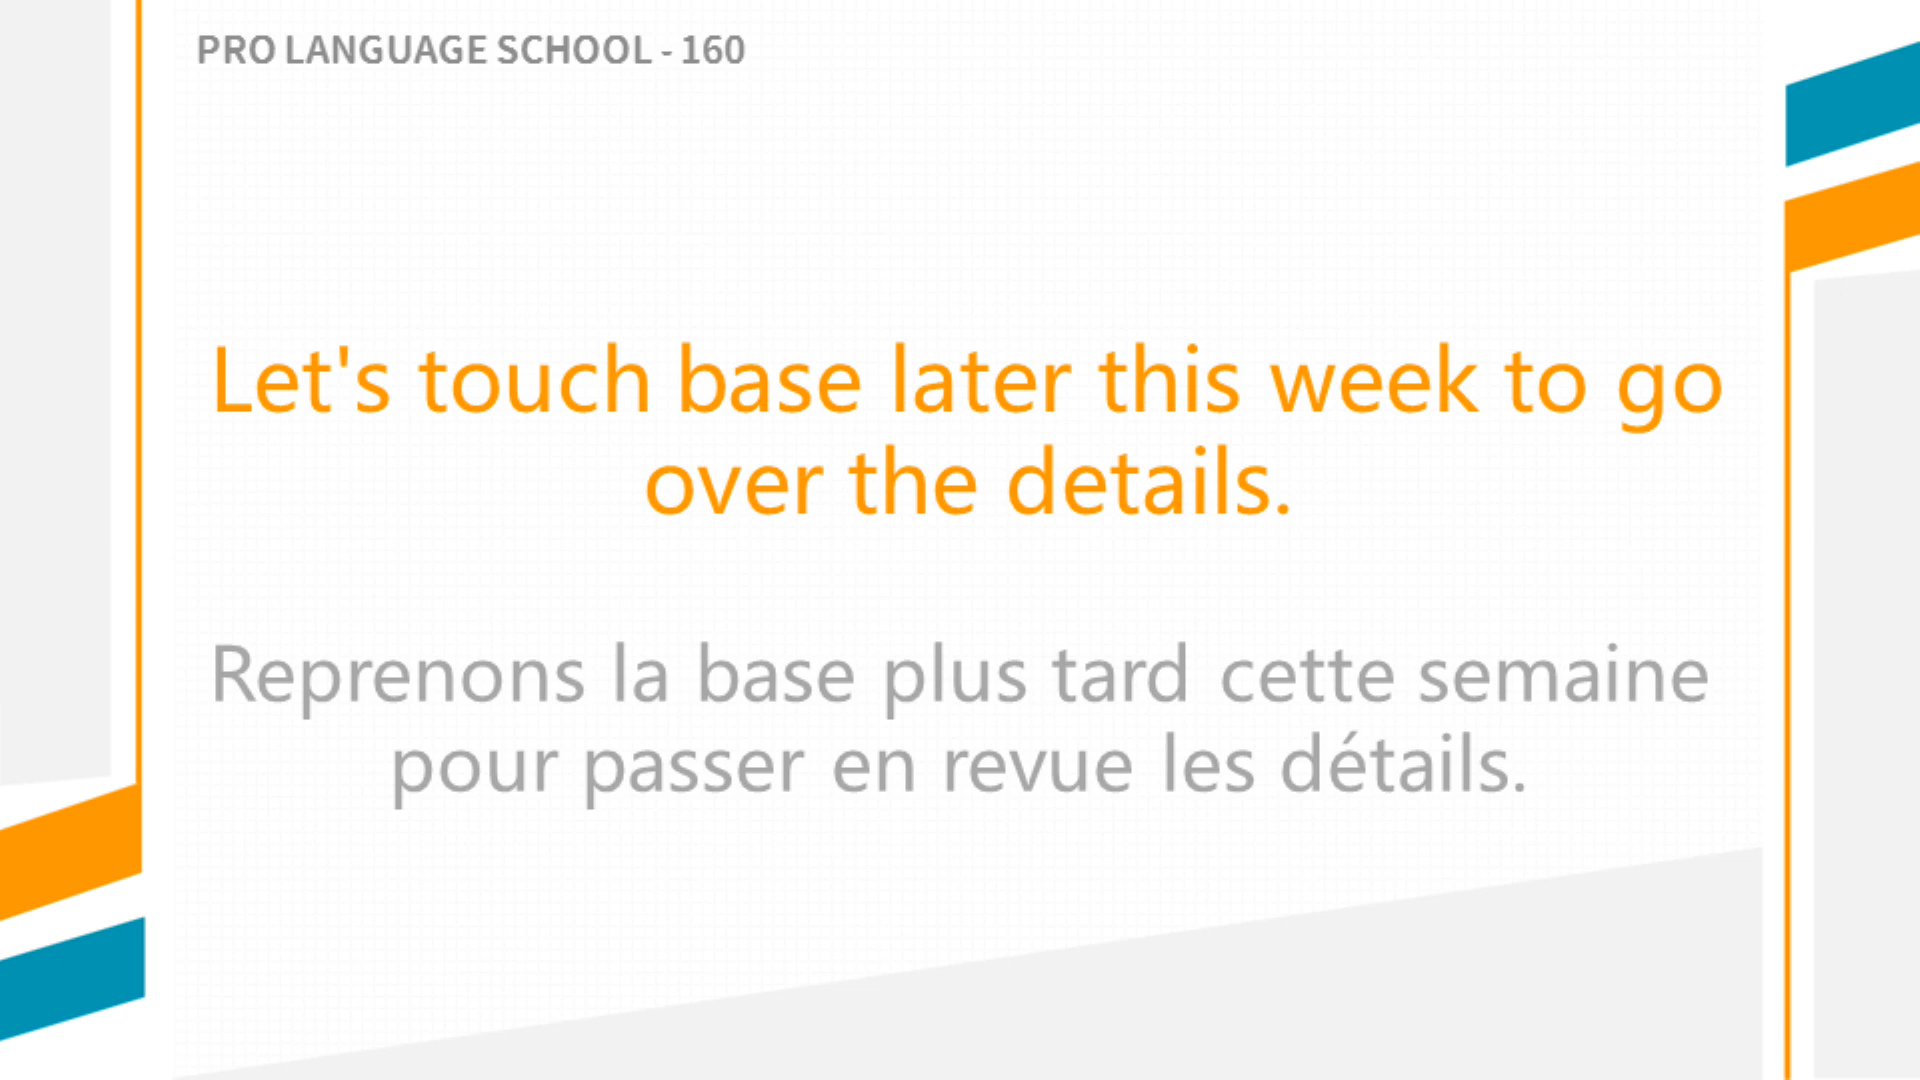 PRO LANGUAGE SCHOOL - 160
Let's touch base later this week to go
over the details.
Reprenons la base plus tard cette semaine
pour passer en revue les détails.